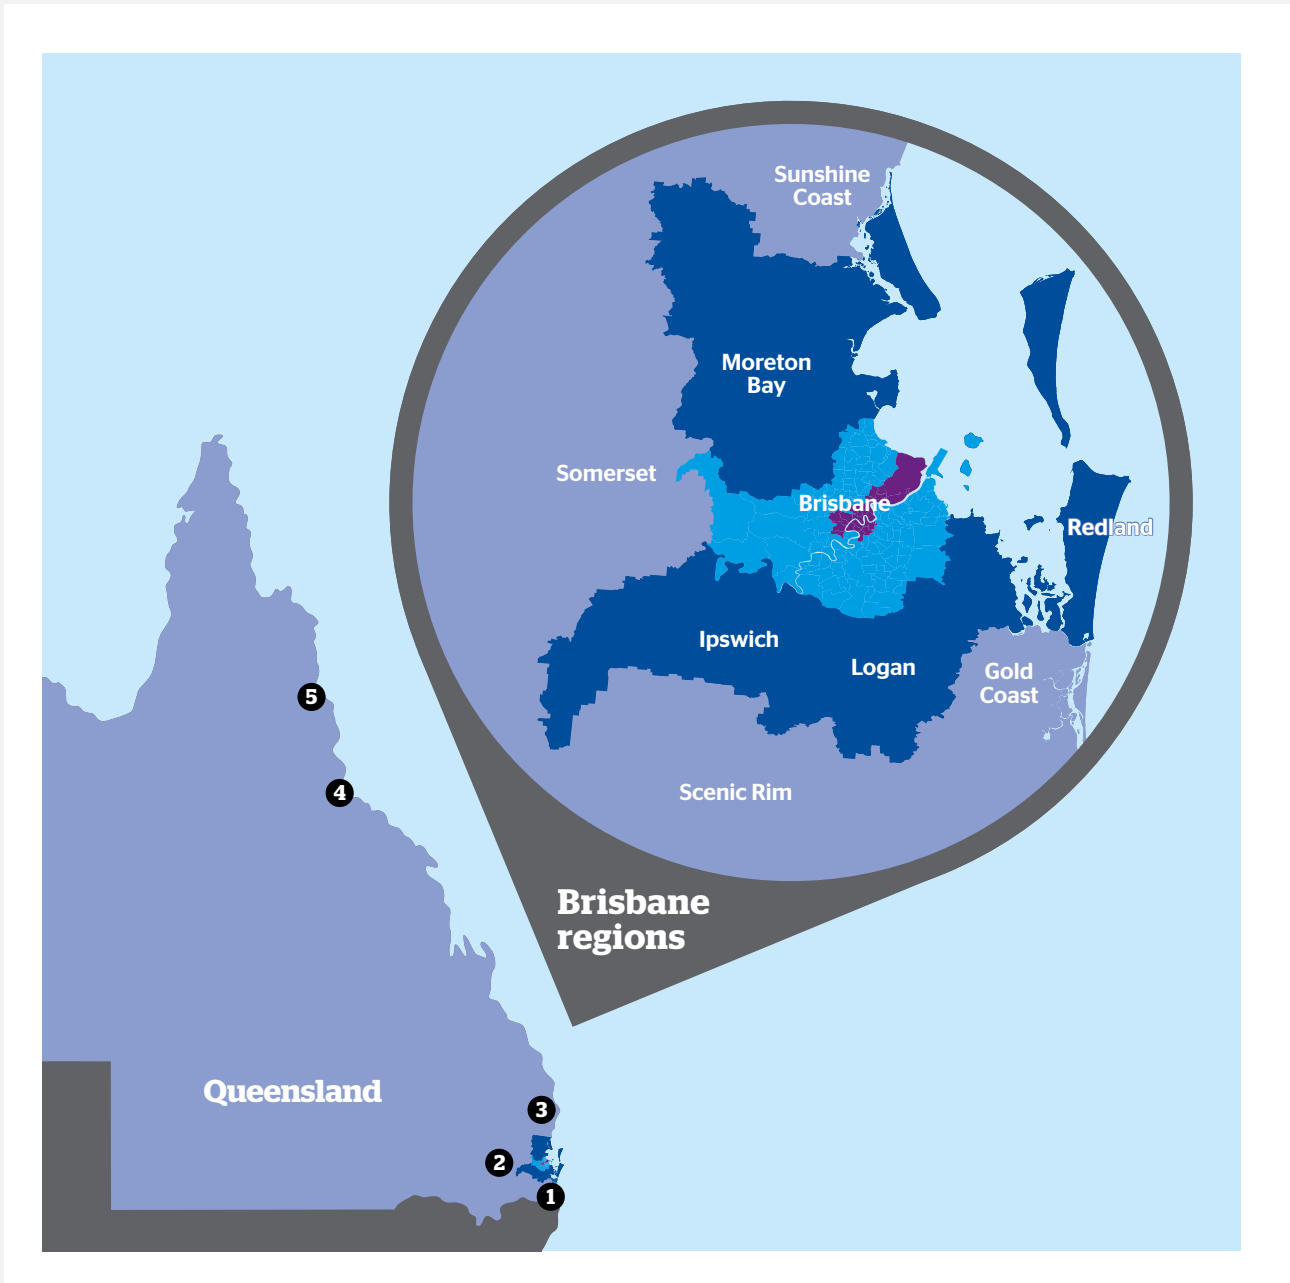 Sunshine
Coast
Moreton
Bay
Somerset
Brisbane
Redland
Ipswich
Logan
Gold
Coast
Scenic Rim
5
4
Brisbane
regions
Queensland
3
2
1